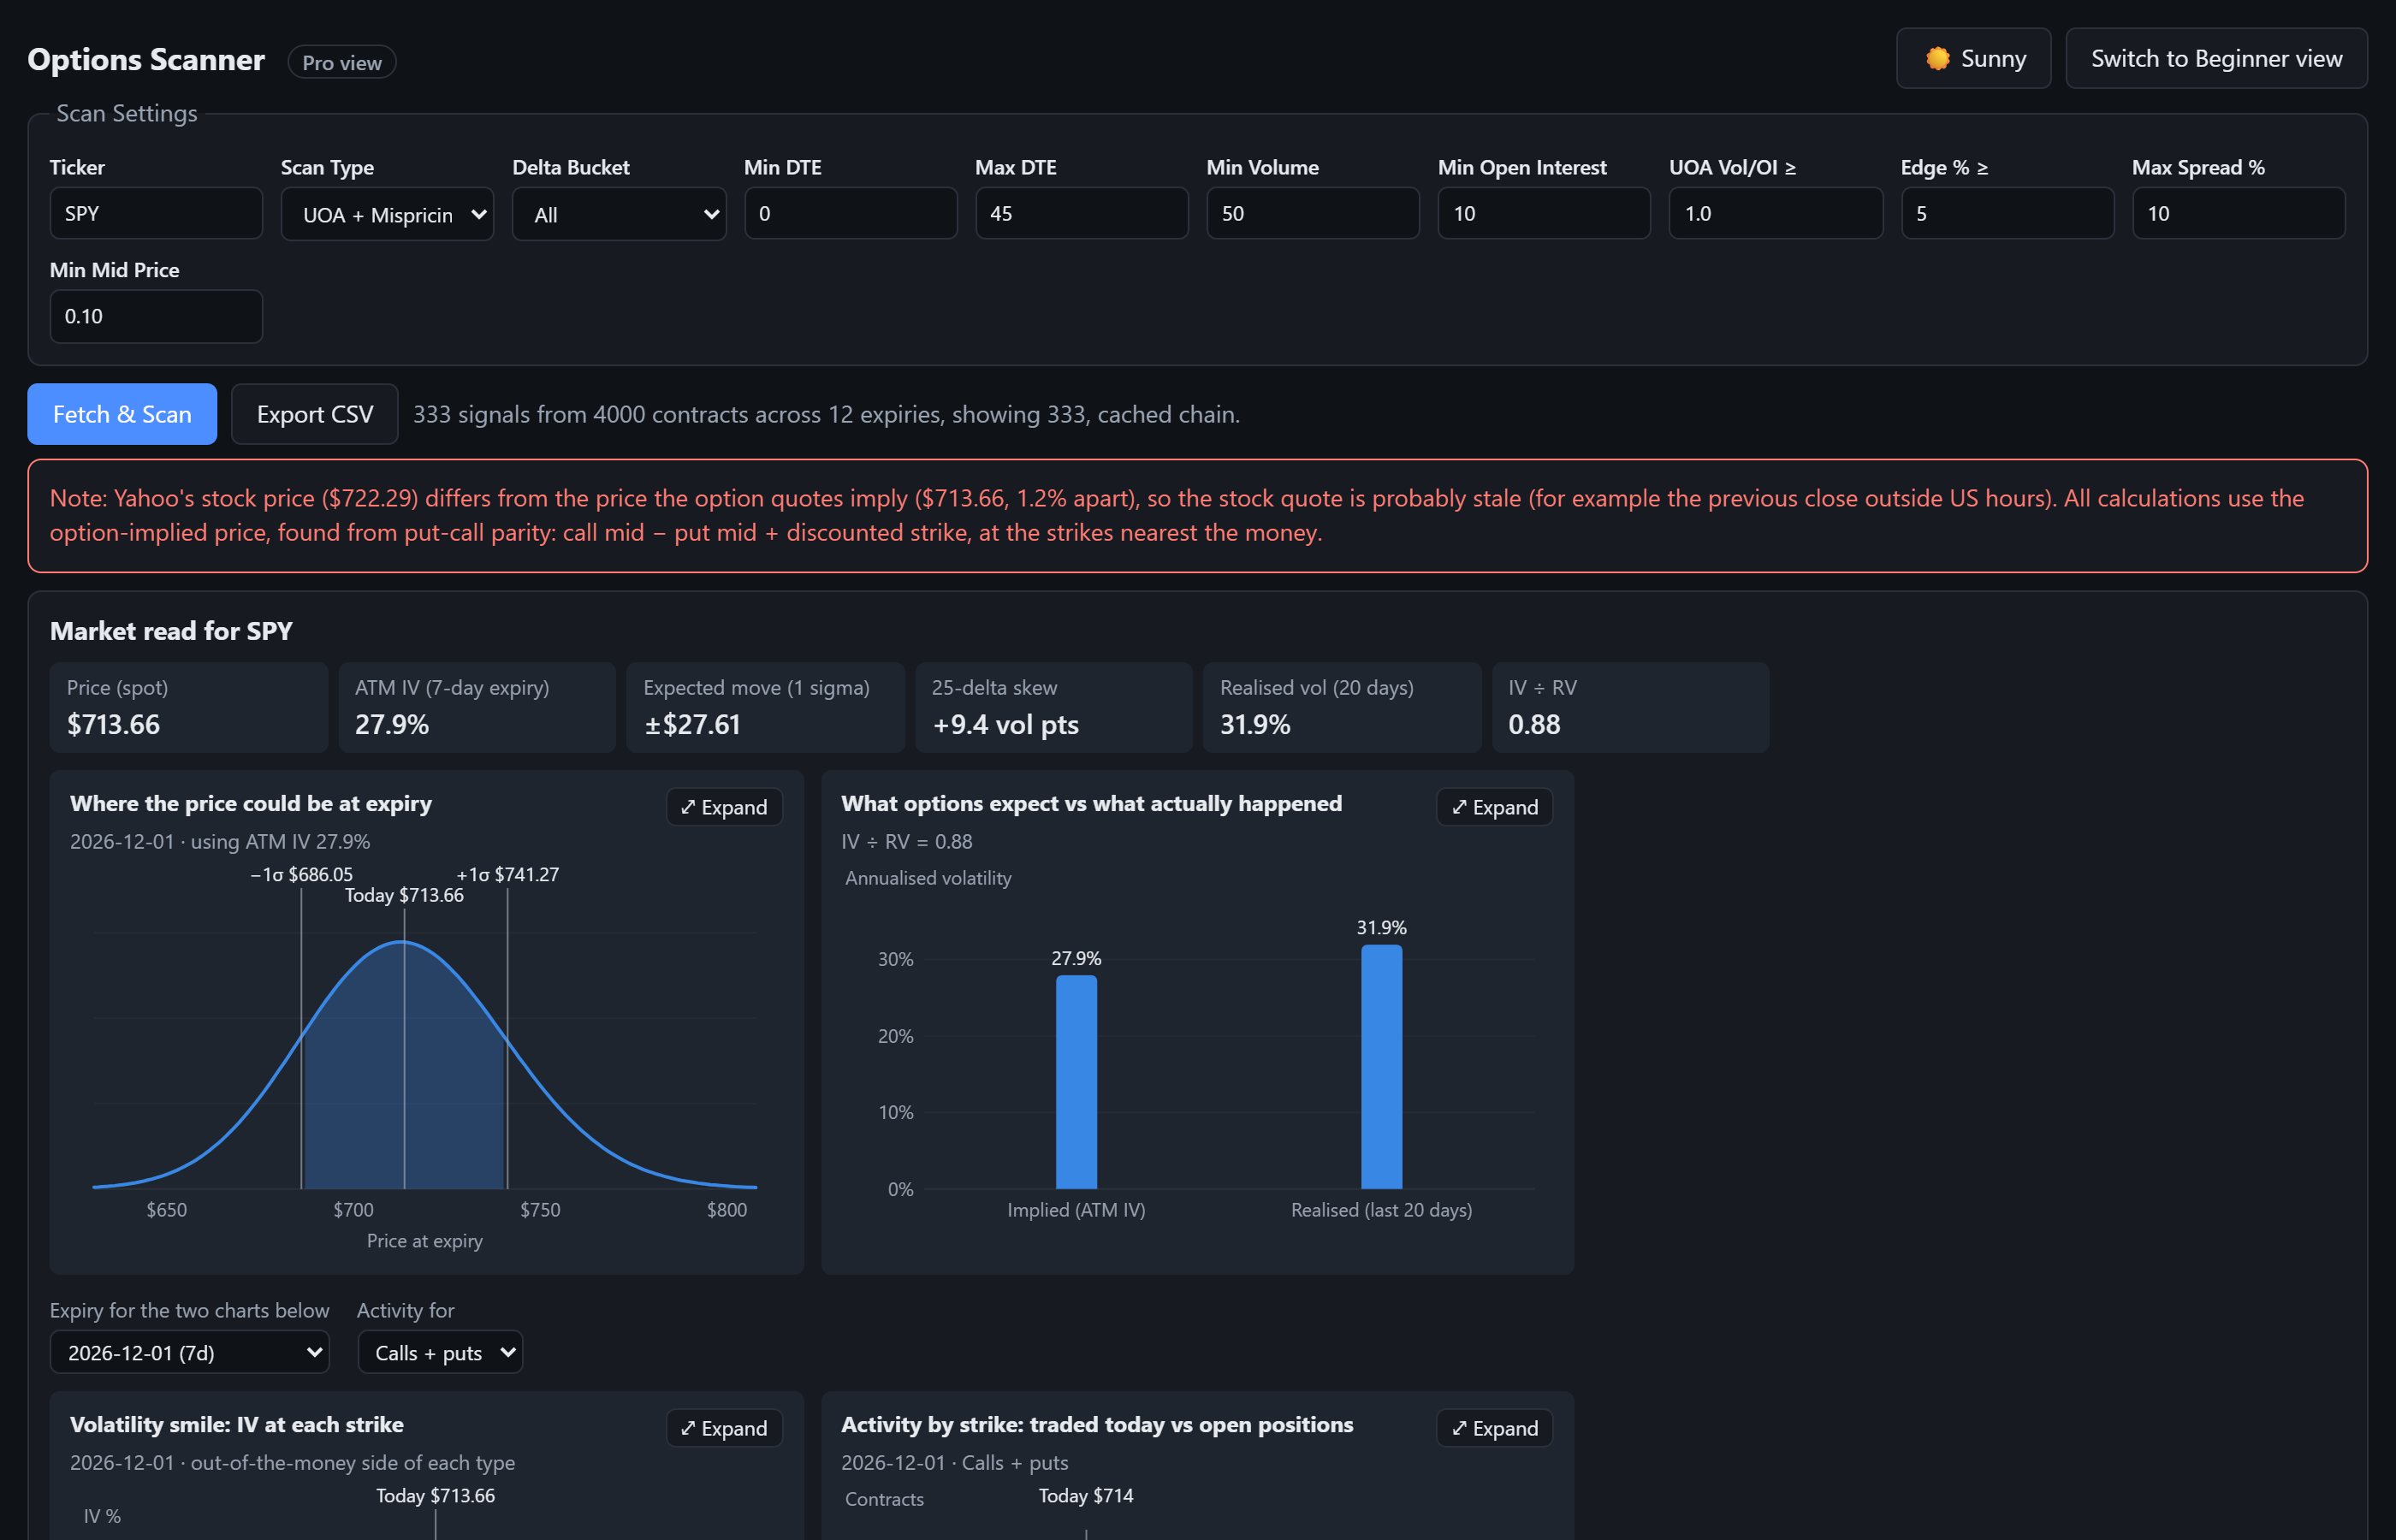 Options Scanner
Pro view
Sunny
Switch to Beginner view
Scan Settings
Ticker
Scan Type
Delta Bucket
Min DTE
Max DTE
Min Volume
Min Open Interest
UOA Vol/OI ≥
Edge % ≥
Max Spread %
SPY
UOA + Mispricin
All
0
45
50
10
1.0
5
10
Min Mid Price
0.10
Fetch & Scan
Export CSV
333 signals from 4000 contracts across 12 expiries, showing 333, cached chain.
Note: Yahoo's stock price ($722.29) differs from the price the option quotes imply ($713.66, 1.2% apart), so the stock quote is probably stale (for example the previous close outside US hours). All calculations use the
option-implied price, found from put-call parity: call mid − put mid + discounted strike, at the strikes nearest the money.
Market read for SPY
Price (spot)
$713.66
ATM IV (7-day expiry)
27.9%
Expected move (1 sigma)
±$27.61
25-delta skew
+9.4 vol pts
Realised vol (20 days)
31.9%
IV ÷ RV
0.88
Where the price could be at expiry
⤢ Expand
2026-12-01 · using ATM IV 27.9%
−1σ $686.05
+1σ $741.27
Today $713.66
$650
$700
$750
$800
Price at expiry
What options expect vs what actually happened
⤢ Expand
IV ÷ RV = 0.88
Annualised volatility
31.9%
27.9%
30%
20%
10%
0%
Implied (ATM IV)
Realised (last 20 days)
Expiry for the two charts below
Activity for
2026-12-01 (7d)
Calls + puts
Volatility smile: IV at each strike
⤢ Expand
2026-12-01 · out-of-the-money side of each type
Today $713.66
IV %
Activity by strike: traded today vs open positions
⤢ Expand
2026-12-01 · Calls + puts
Contracts
Today $714